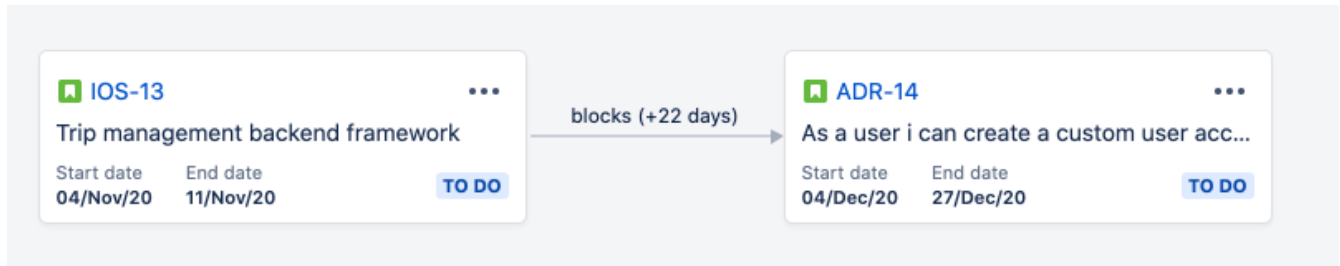 IOS-13
Trip management backend framework
Start date End date
04/Nov/20 11/Nov/20
TO DO
blocks (+22 days)
ADR-14
As a user i can create a custom user acc...
Start date End date
04/Dec/20 27/Dec/20
TO DO